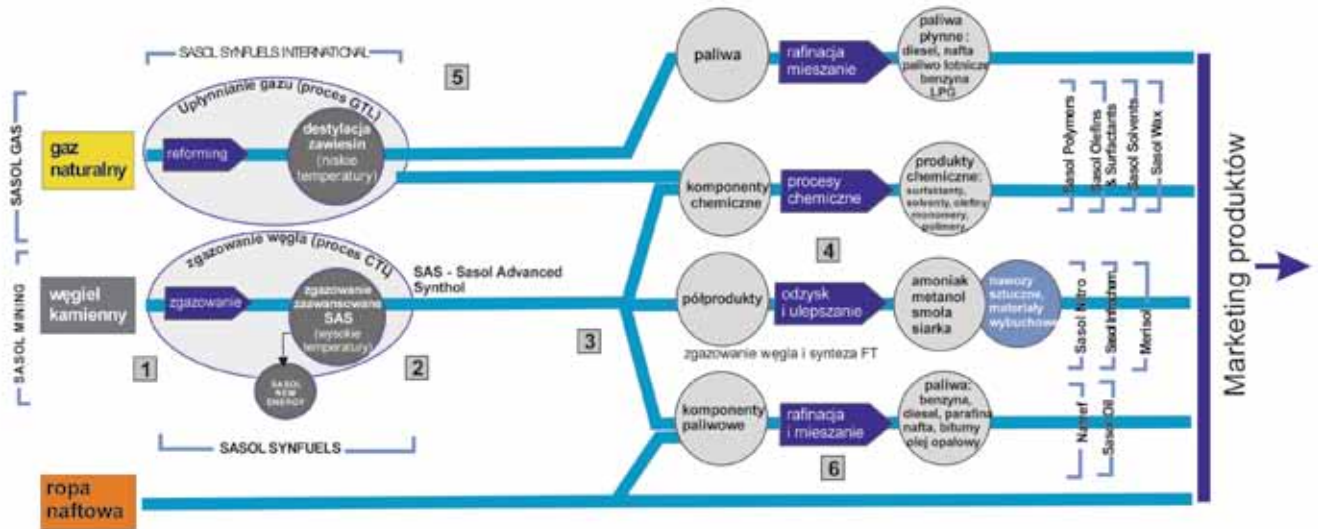 SASOL SYNFUELS INTERNATIONAL
5
Upłynnianie gazu (proces GTL)
SASOL GAS
gaz
naturalny
reforming
destylacja
zawiesin
(niskie
temperatury)
paliwa
rafinacja
mieszanie
paliwa
płynne:
diesel, nafta
paliwo lotnicze
benzyna
LPG
komponenty
chemiczne
procesy
chemiczne
produkty
chemiczne:
surfaktanty,
solventy, olefiny
monomery,
polimery,
4
Sasol Polymers
Sasol Olefins
& Surfactants
Sasol Solvents
Sasol Wax
zgazowanie węgla (proces CTL)
SASOL MINING
węgiel
kamienny
zgazowanie
zgazowanie
zaawansowane
SAS
(wysokie
temperatury)
SAS - Sasol Advanced
Synthol
1
2
3
SASOL
NEW
ENERGY
SASOL SYNFUELS
półprodukty
odzysk
i ulepszanie
amoniak
metanol
smoła
siarka
nawozy
sztuczne,
materiały
wybuchowe
zgazowanie węgla i synteza FT
Sasol Nitro
Merisol
komponenty
paliwowe
rafinacja
i mieszanie
paliwa:
benzyna,
diesel, parafina
nafta, bitumy
olej opałowy
6
Natref
Sasol Oil
ropa
naftowa
Marketing produktów